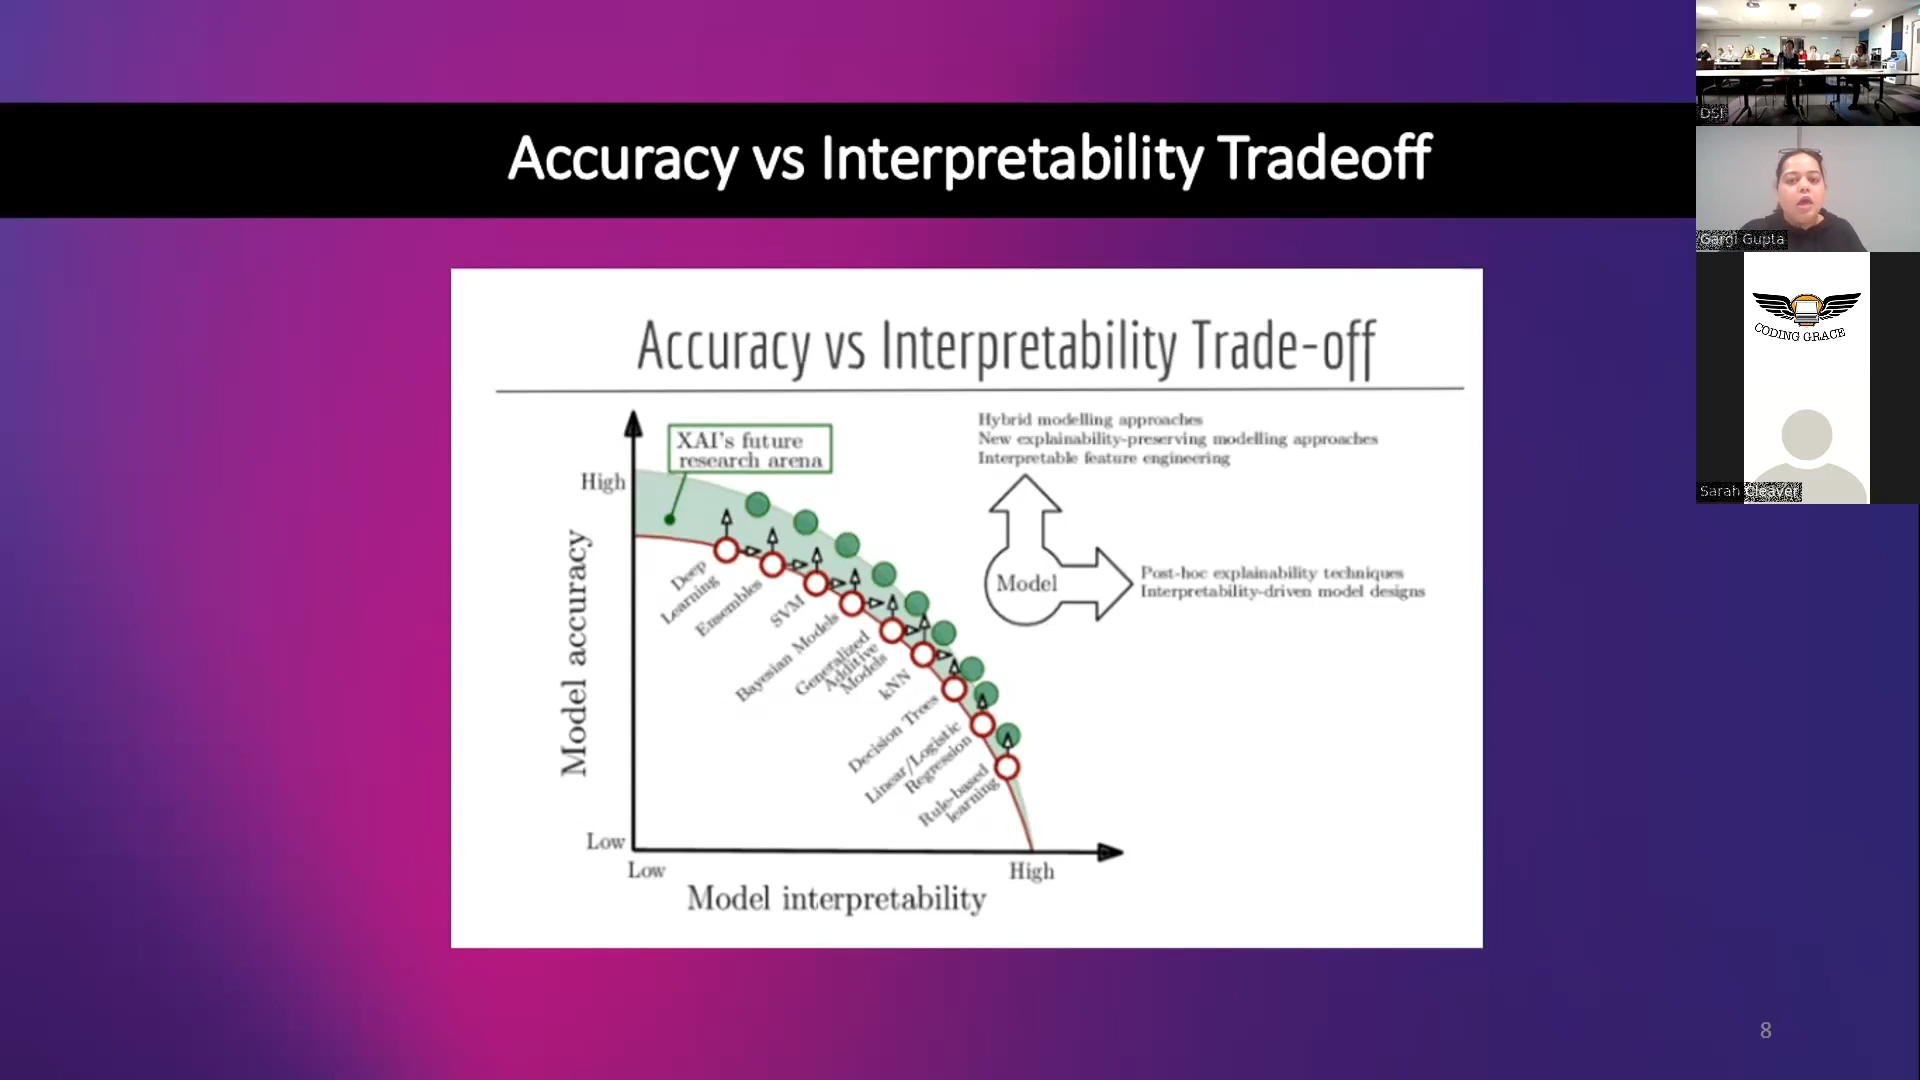 Accuracy vs Interpretability Tradeoff
Accuracy vs Interpretability Trade-off
XAI's future
research arena
High
Model accuracy
Low
Low
High
Model interpretability
Deep
Learning
Ensembles
SVM
Bayesian Models
Generalized
Additive
Models
kNN
Decision Trees
Linear/Logistic
Regression
Rule-based
learning
Hybrid modelling approaches
New explainability-preserving modelling approaches
Interpretable feature engineering
Model
Post-hoc explainability techniques
Interpretability-driven model designs
8
DSI
Gargi Gupta
CODING GRACE
Sarah Cleaver